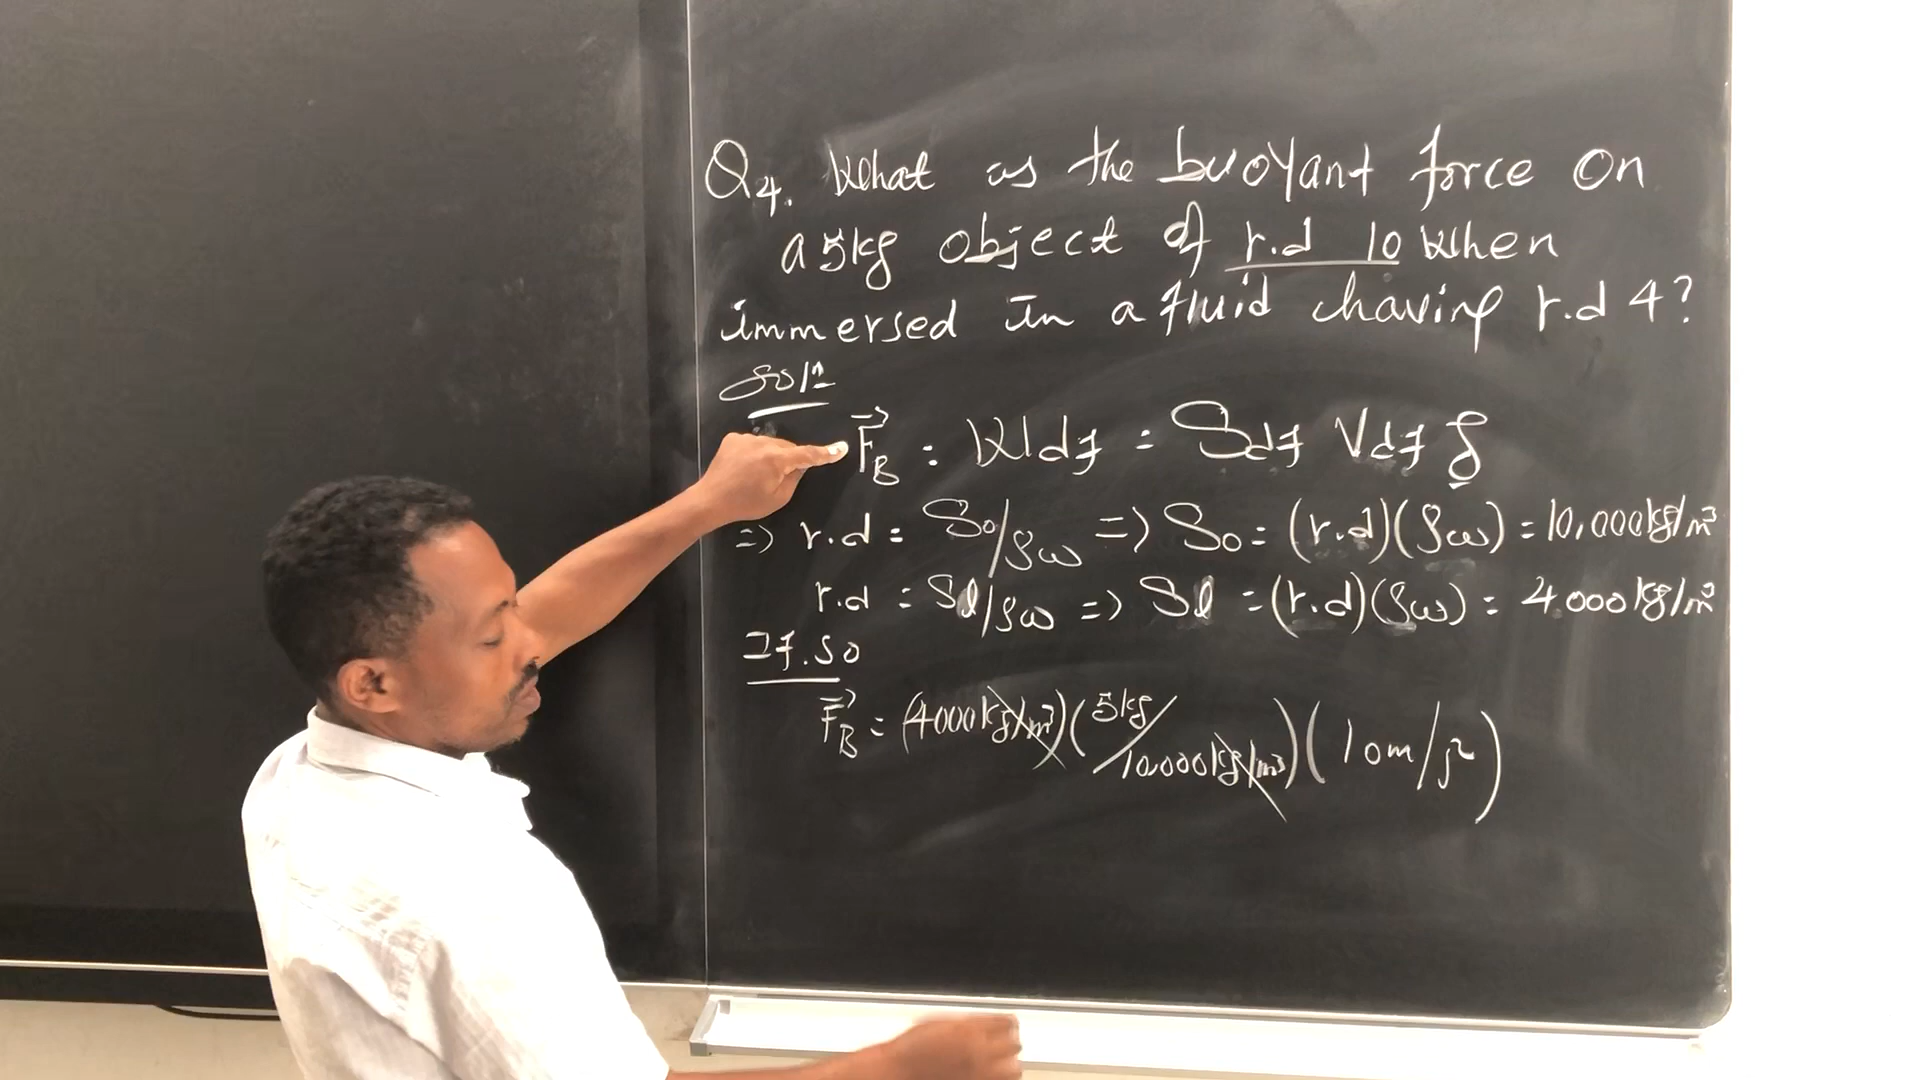 Q4. What is the buoyant force on
a 5kg object of r.d 10 when
immersed in a fluid having r.d 4?
Soln
F⃗B = Wdf = ρdf Vdf g
=> r.d = ρo/ρw => ρo = (r.d)(ρw) = 10,000kg/m³
r.d = ρl/ρw => ρl = (r.d)(ρw) = 4000kg/m³
If so
F⃗B = (4000kg/m³)(5kg/10,000kg/m³)(10m/s²)